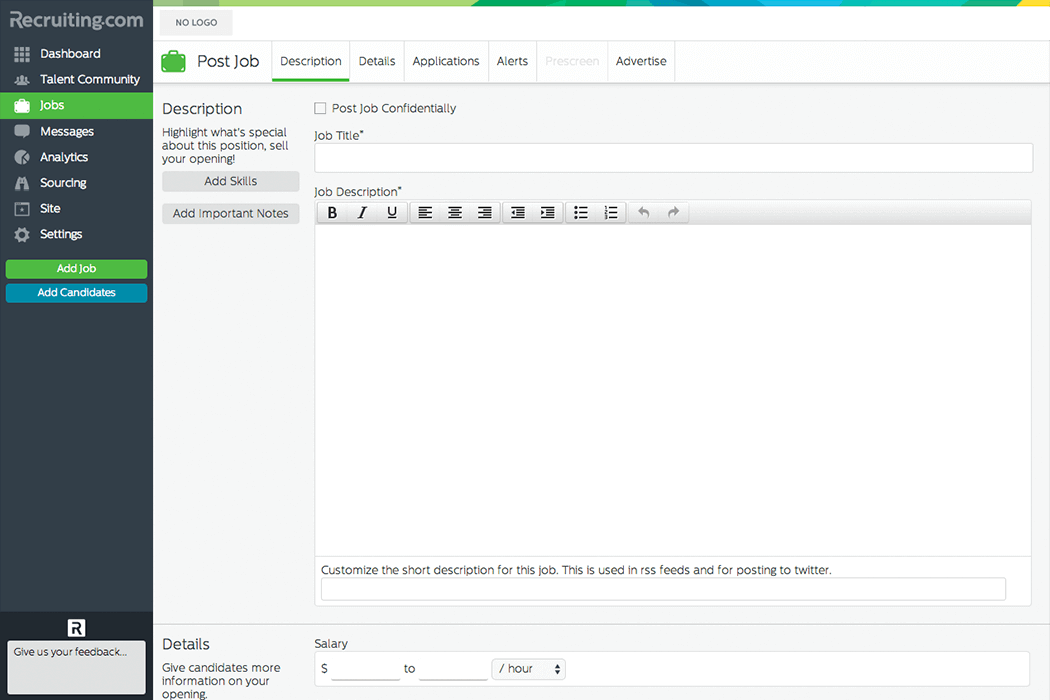 Recruiting.com
NO LOGO
Dashboard
Talent Community
Jobs
Messages
Analytics
Sourcing
Site
Settings
Add Job
Add Candidates
R
Give us your feedback...
Post Job
Description
Details
Applications
Alerts
Prescreen
Advertise
Description
Highlight what's special
about this position, sell
your opening!
Add Skills
Add Important Notes
Post Job Confidentially
Job Title*
Job Description*
B I U
Customize the short description for this job. This is used in rss feeds and for posting to twitter.
Details
Give candidates more
information on your
opening.
Salary
$ to / hour